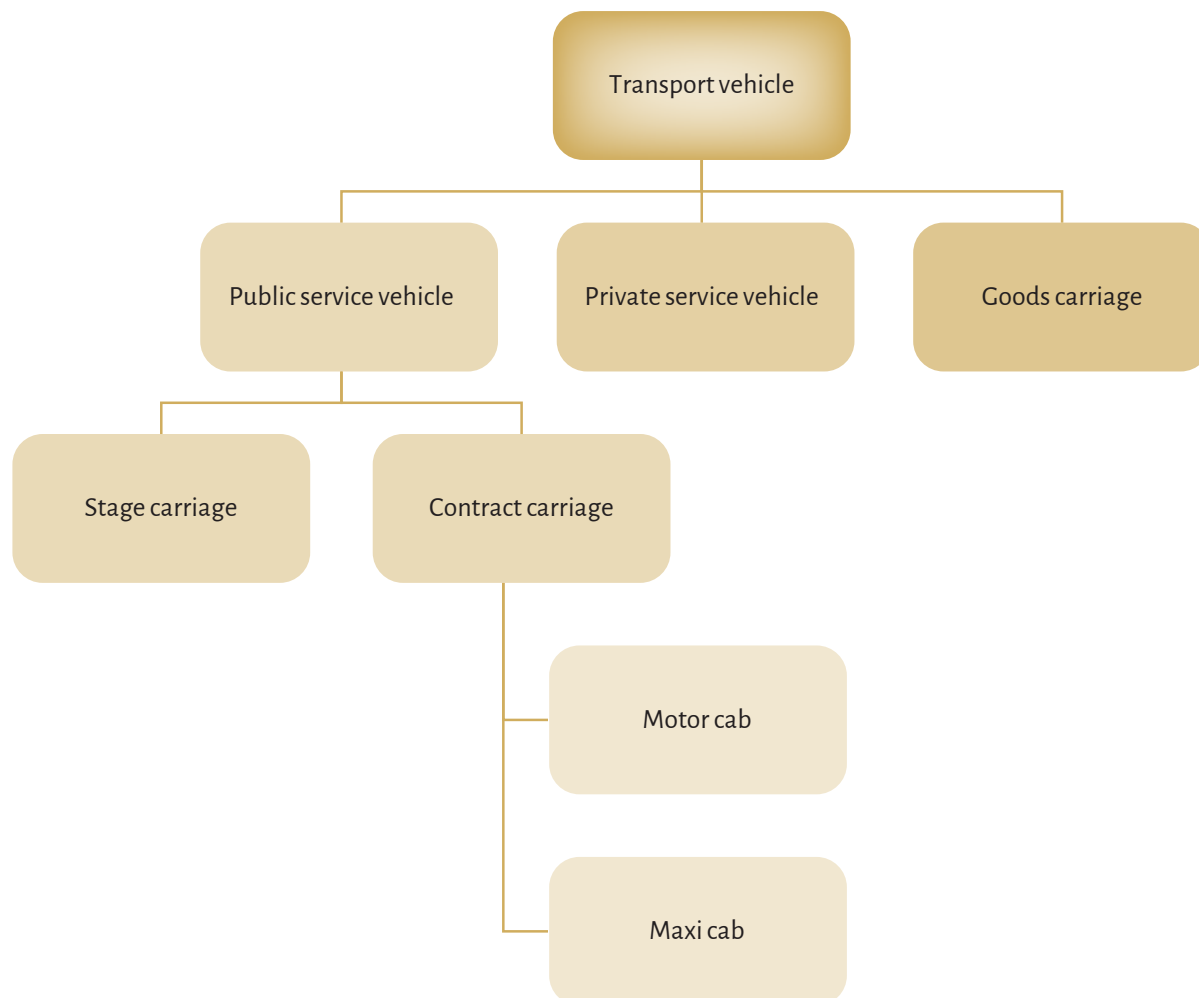 Transport vehicle
Public service vehicle
Private service vehicle
Goods carriage
Stage carriage
Contract carriage
Motor cab
Maxi cab